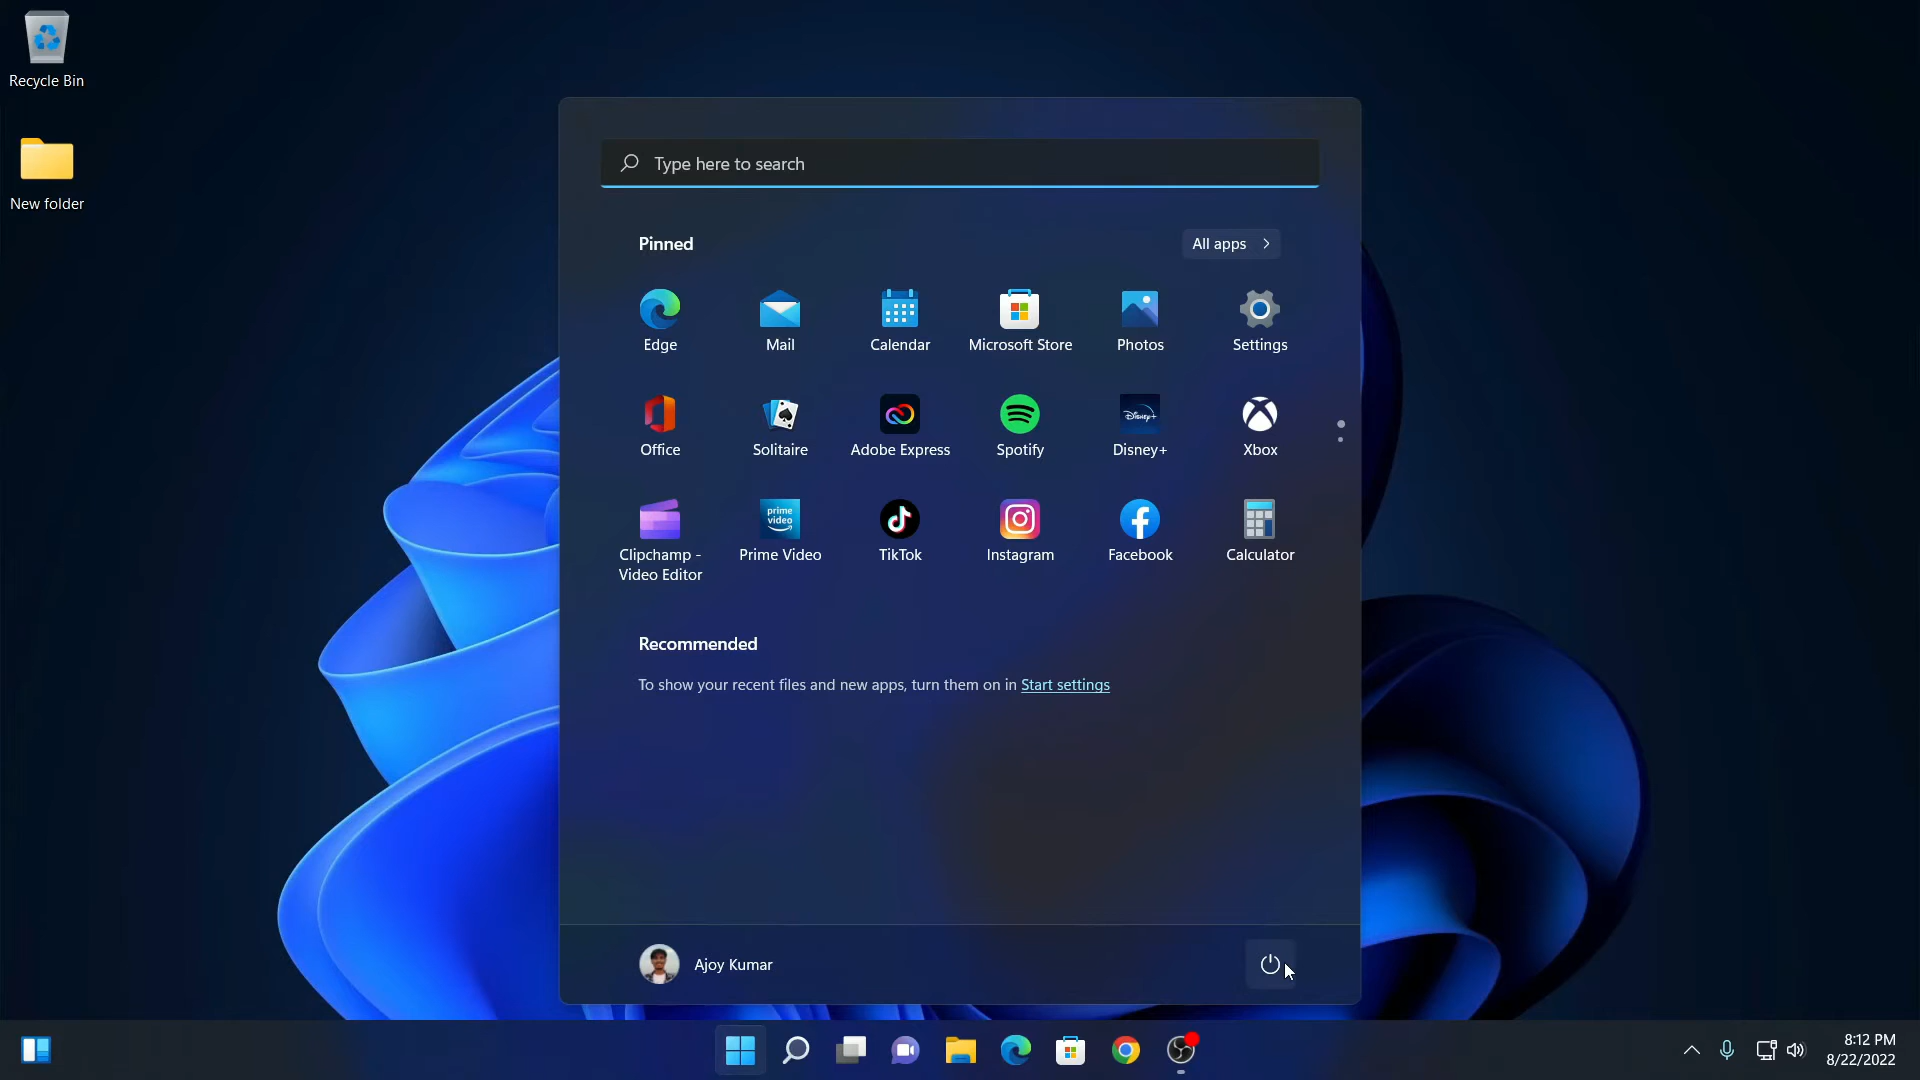 Recycle Bin
New folder
Type here to search
Pinned
All apps
Edge
Mail
Calendar
Microsoft Store
Photos
Settings
Office
Solitaire
Adobe Express
Spotify
Disney+
Disney+
Xbox
prime
video
Clipchamp -
Video Editor
Prime Video
TikTok
Instagram
Facebook
Calculator
Recommended
To show your recent files and new apps, turn them on in Start settings
Ajoy Kumar
8:12 PM
8/22/2022